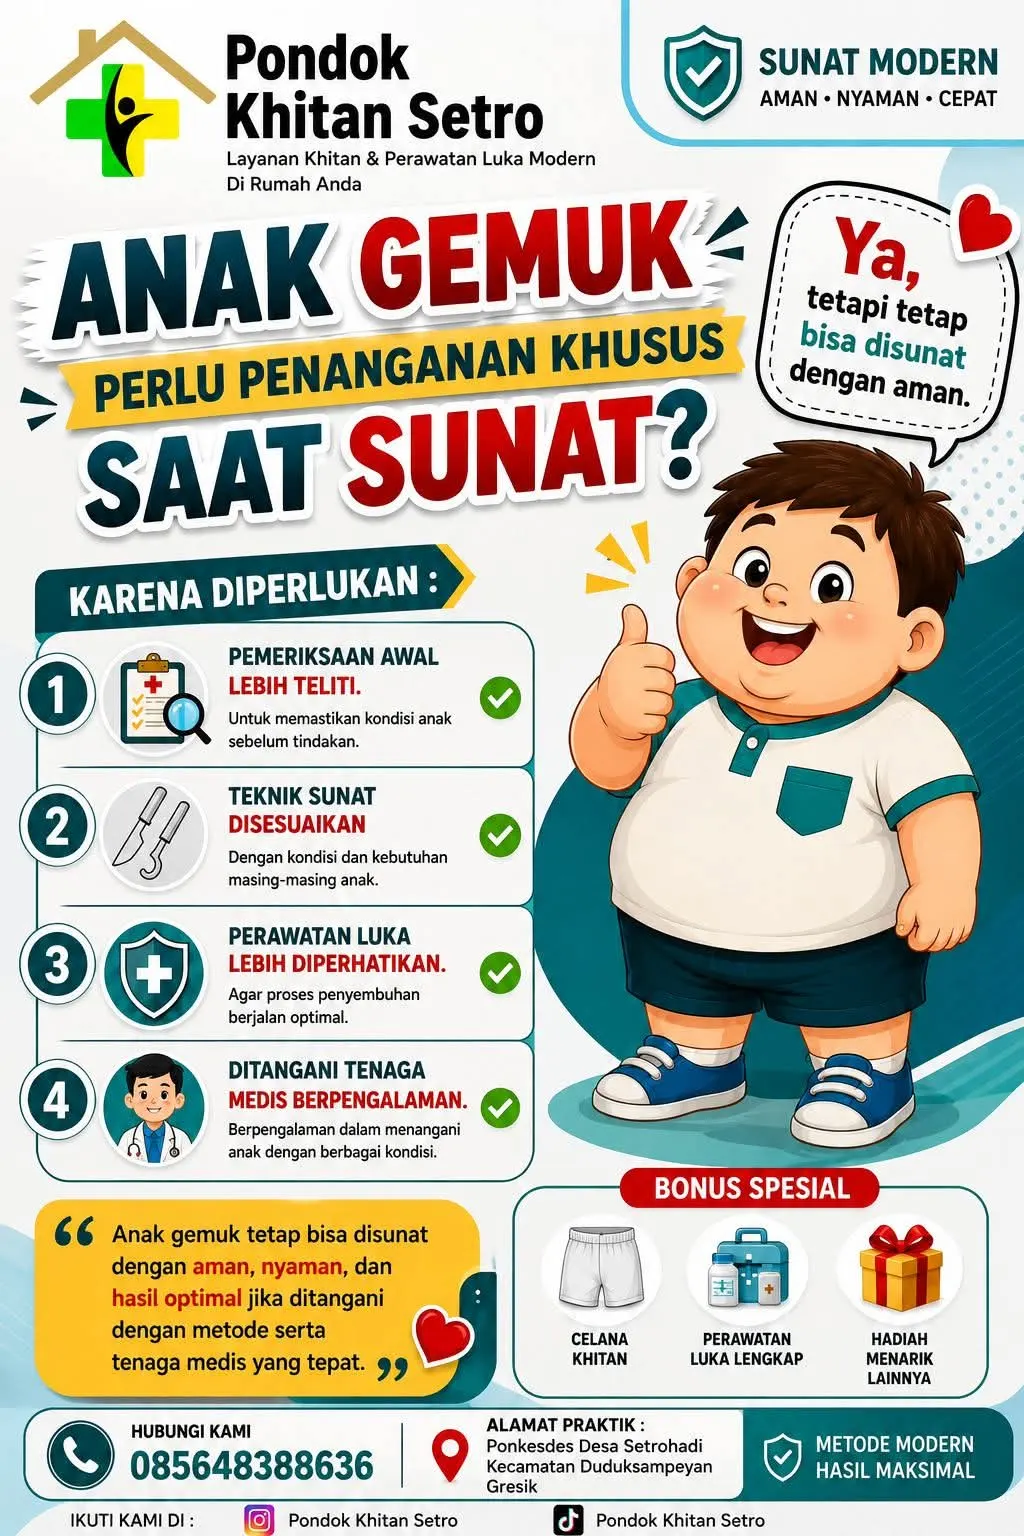 Pondok
Khitan Setro
Layanan Khitan & Perawatan Luka Modern
Di Rumah Anda
SUNAT MODERN
AMAN • NYAMAN • CEPAT
ANAK GEMUK
PERLU PENANGANAN KHUSUS
SAAT SUNAT?
Ya,
tetapi tetap
bisa disunat
dengan aman.
KARENA DIPERLUKAN :
1
PEMERIKSAAN AWAL
LEBIH TELITI.
Untuk memastikan kondisi anak
sebelum tindakan.
2
TEKNIK SUNAT
DISESUAIKAN
Dengan kondisi dan kebutuhan
masing-masing anak.
3
PERAWATAN LUKA
LEBIH DIPERHATIKAN.
Agar proses penyembuhan
berjalan optimal.
4
DITANGANI TENAGA
MEDIS BERPENGALAMAN.
Berpengalaman dalam menangani
anak dengan berbagai kondisi.
“ Anak gemuk tetap bisa disunat
dengan aman, nyaman, dan
hasil optimal jika ditangani
dengan metode serta
tenaga medis yang tepat. ”
:
BONUS SPESIAL
CELANA
KHITAN
PERAWATAN
LUKA LENGKAP
HADIAH
MENARIK
LAINNYA
HUBUNGI KAMI
085648388636
ALAMAT PRAKTIK :
Ponkesdes Desa Setrohadi
Kecamatan Duduksampeyan
Gresik
METODE MODERN
HASIL MAKSIMAL
IKUTI KAMI DI :
Pondok Khitan Setro
Pondok Khitan Setro